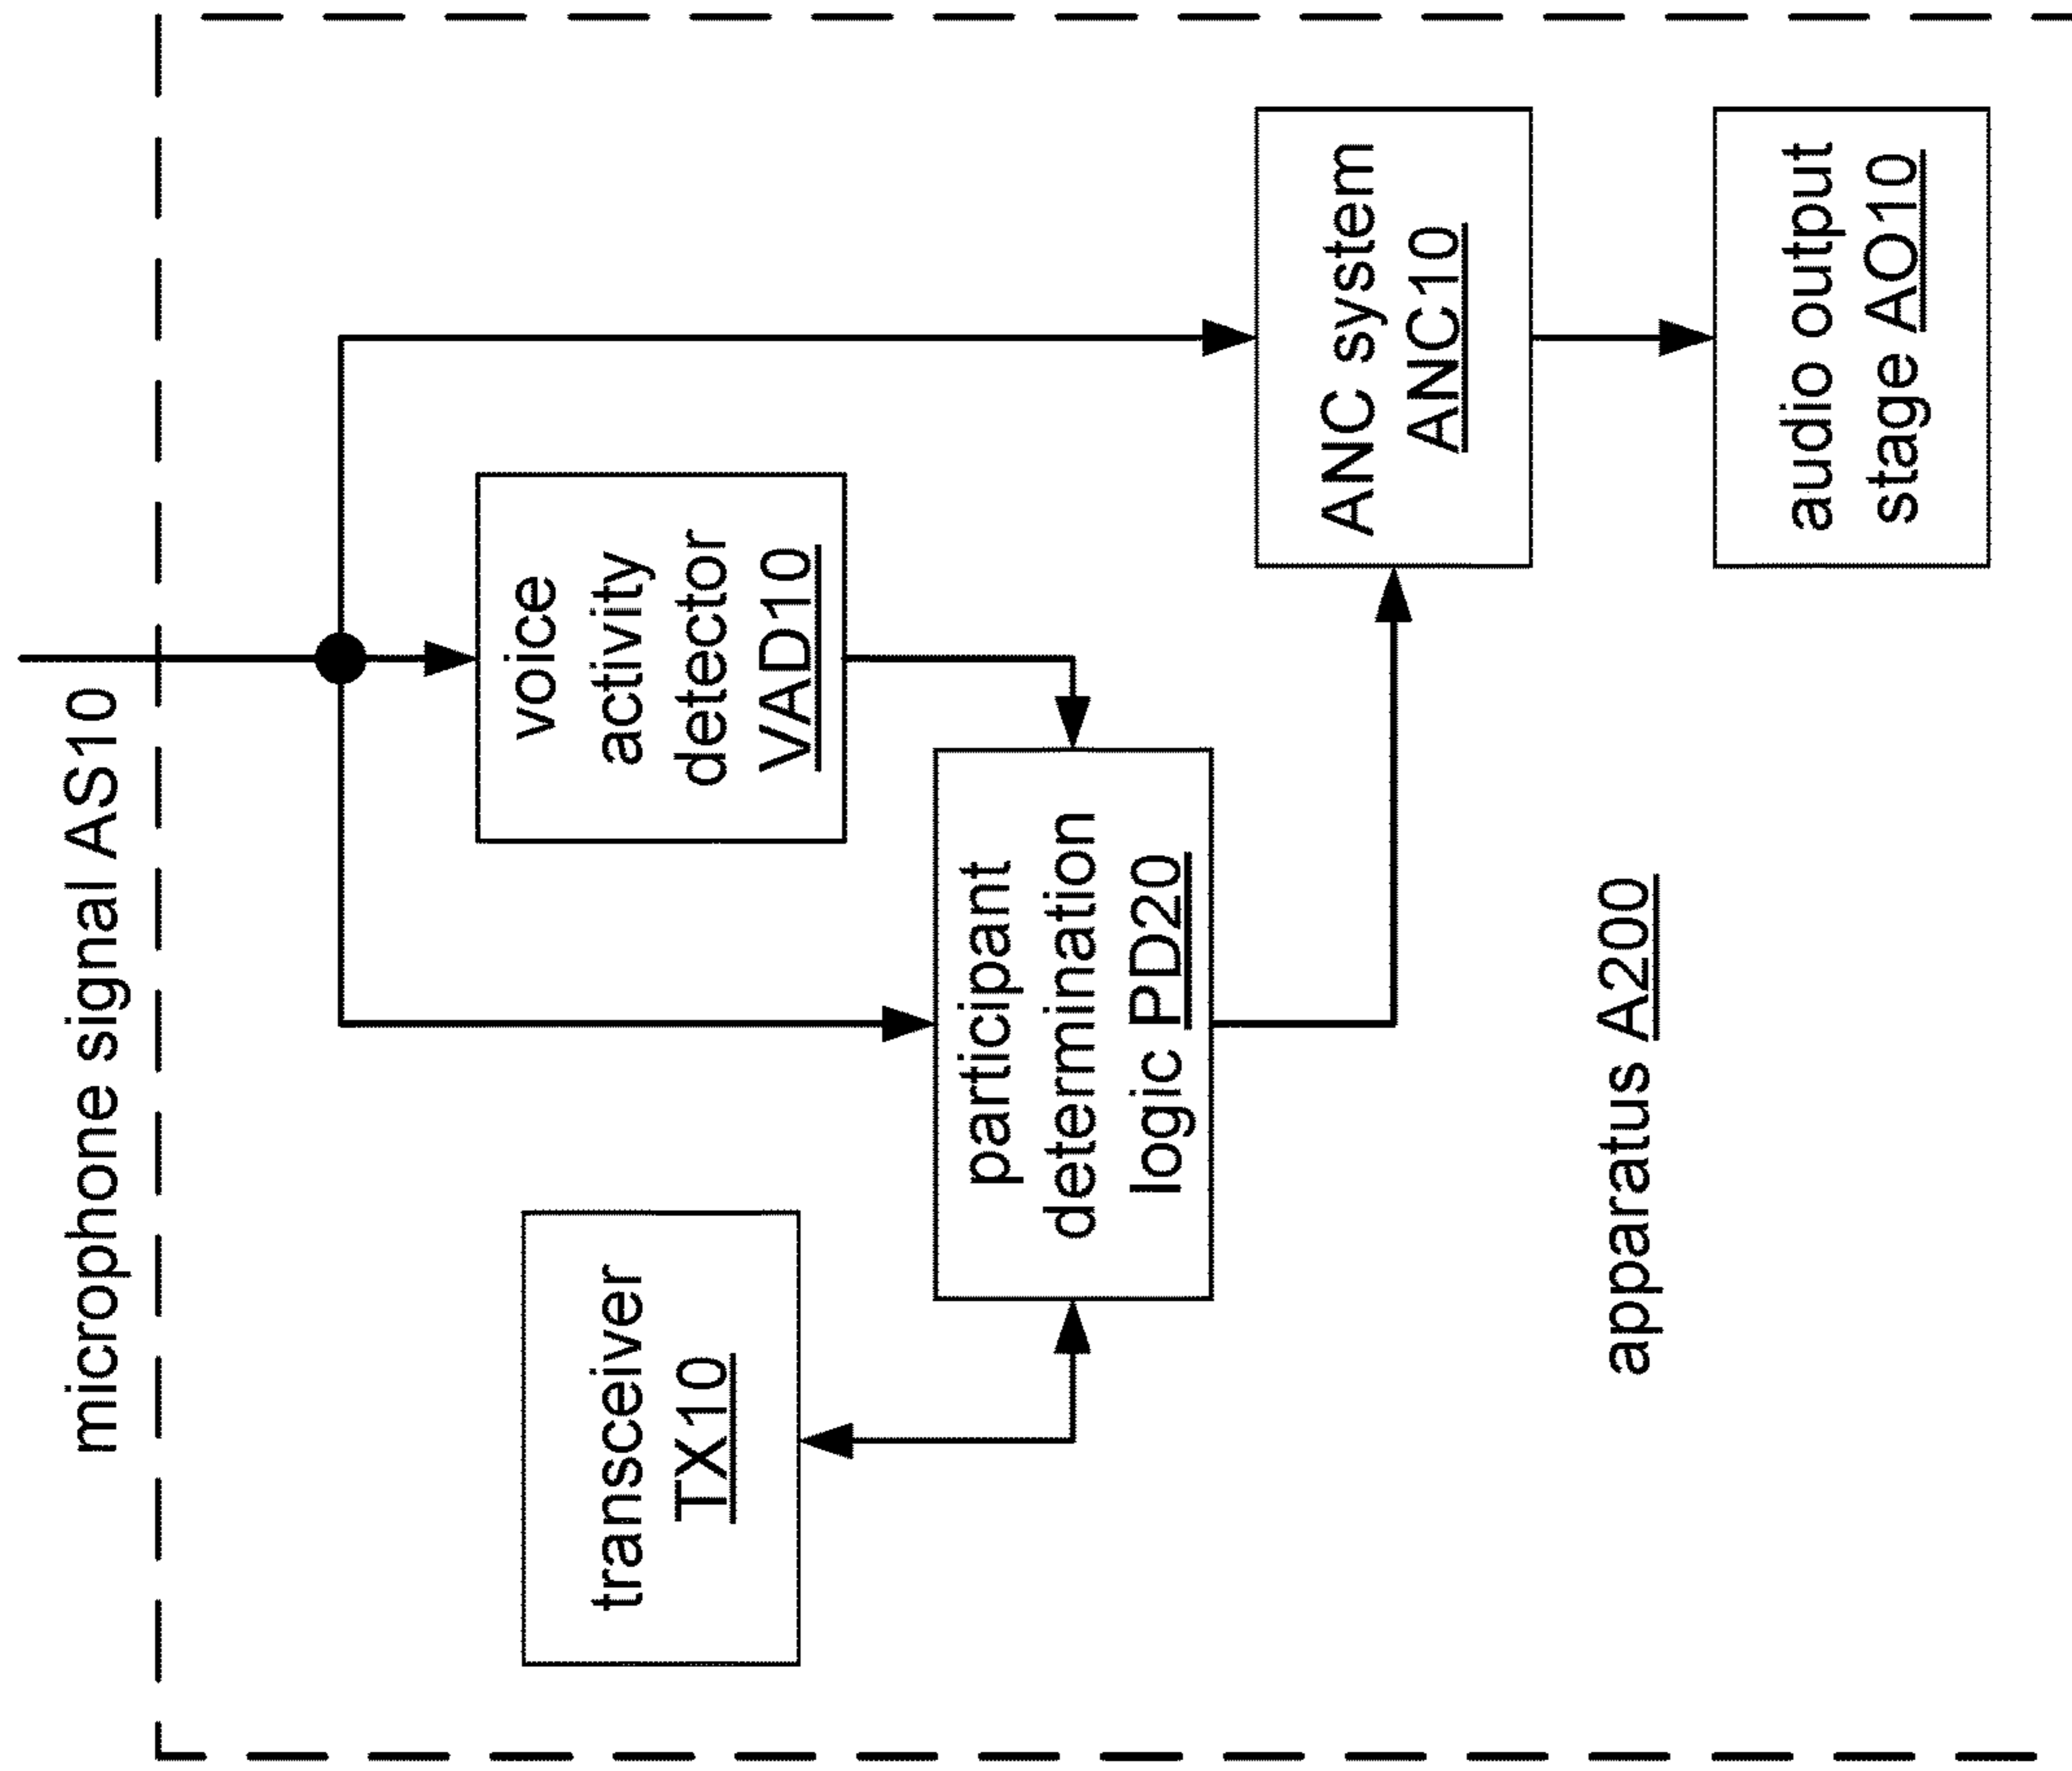 microphone signal AS10
transceiver
TX10
voice
activity
detector
VAD10
participant
determination
logic PD20
ANC system
ANC10
apparatus A200
audio output
stage AO10